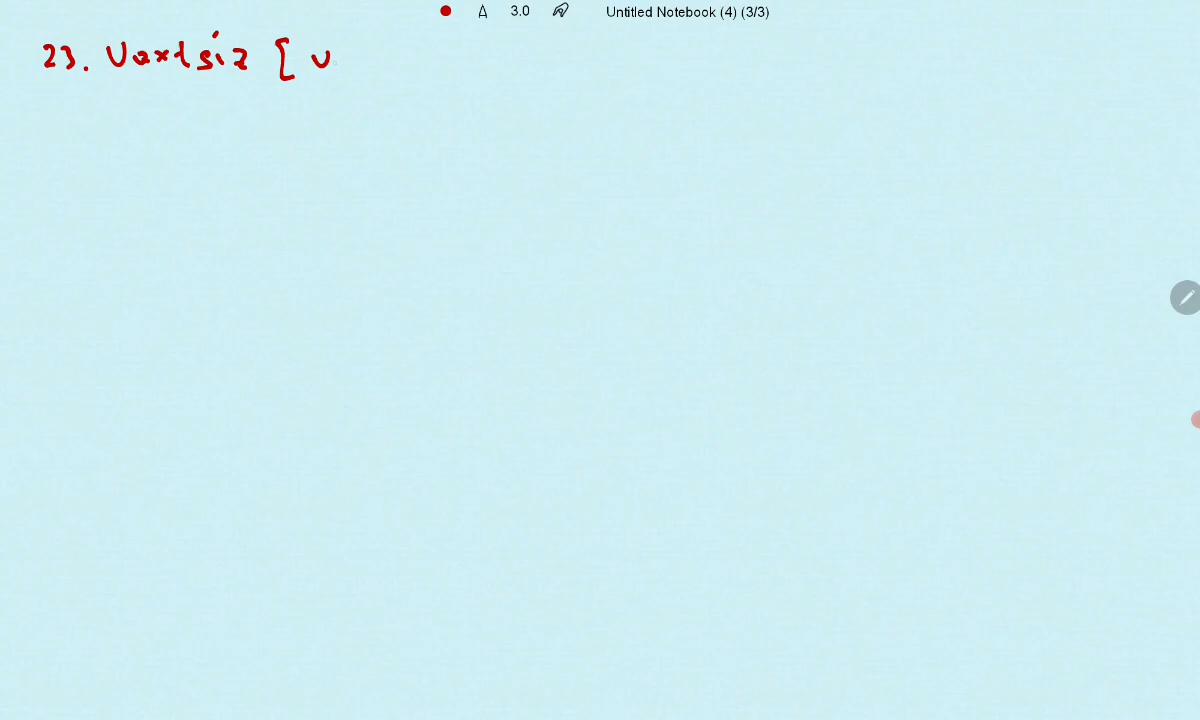 3.0 Untitled Notebook (4) (3/3)
23. Vaxtsiz [ v